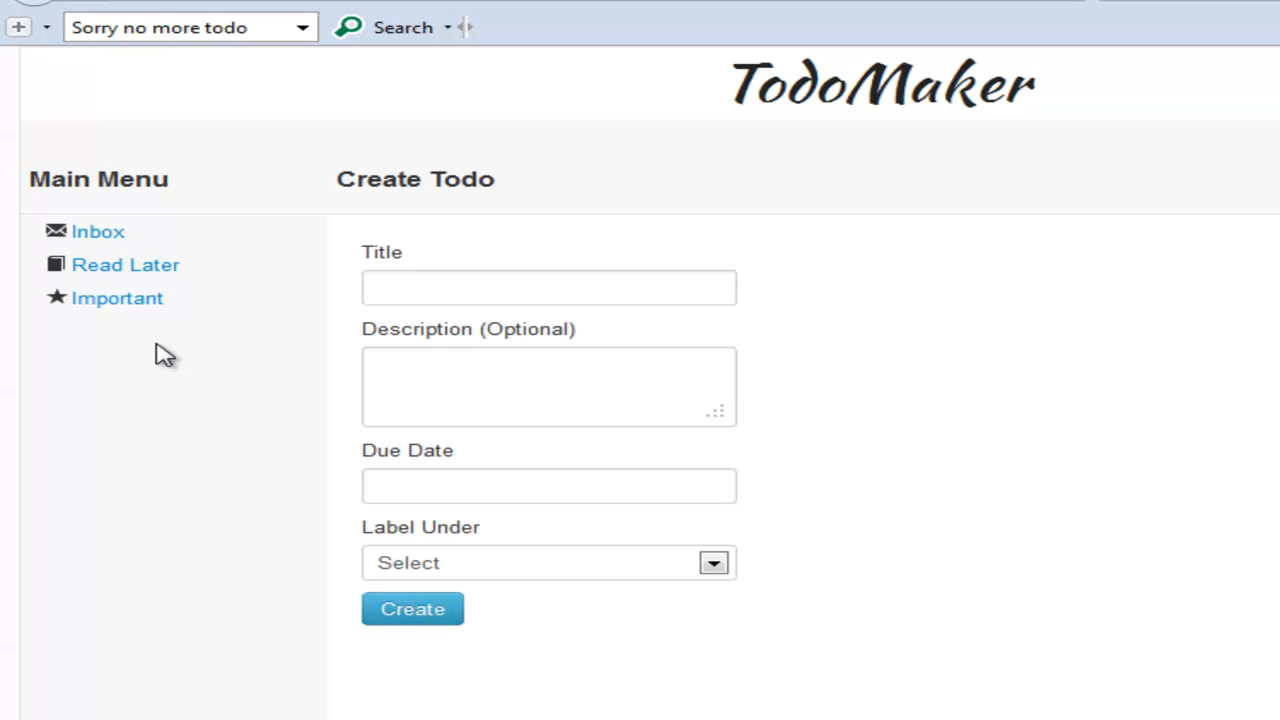 Sorry no more todo
Search
TodoMaker
Main Menu
Create Todo
Inbox
Read Later
Important
Title
Description (Optional)
Due Date
Label Under
Select
Create